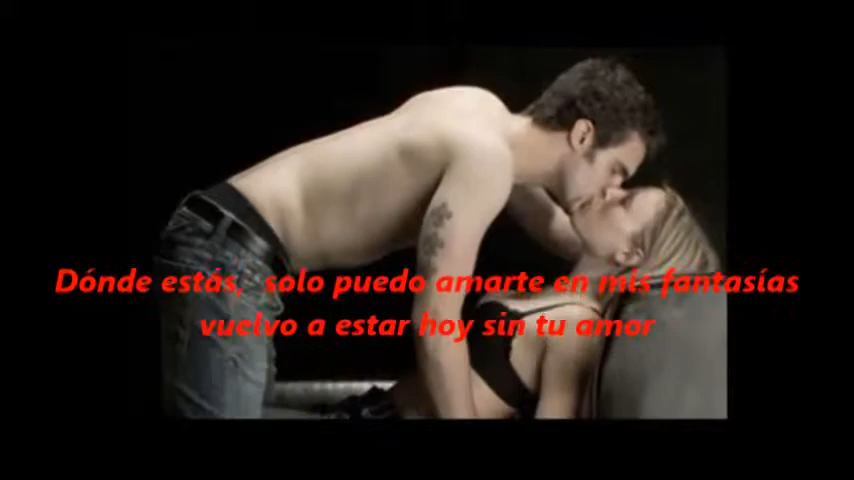 Dónde estás,  solo puedo amarte en mis fantasías
vuelvo a estar hoy sin tu amor